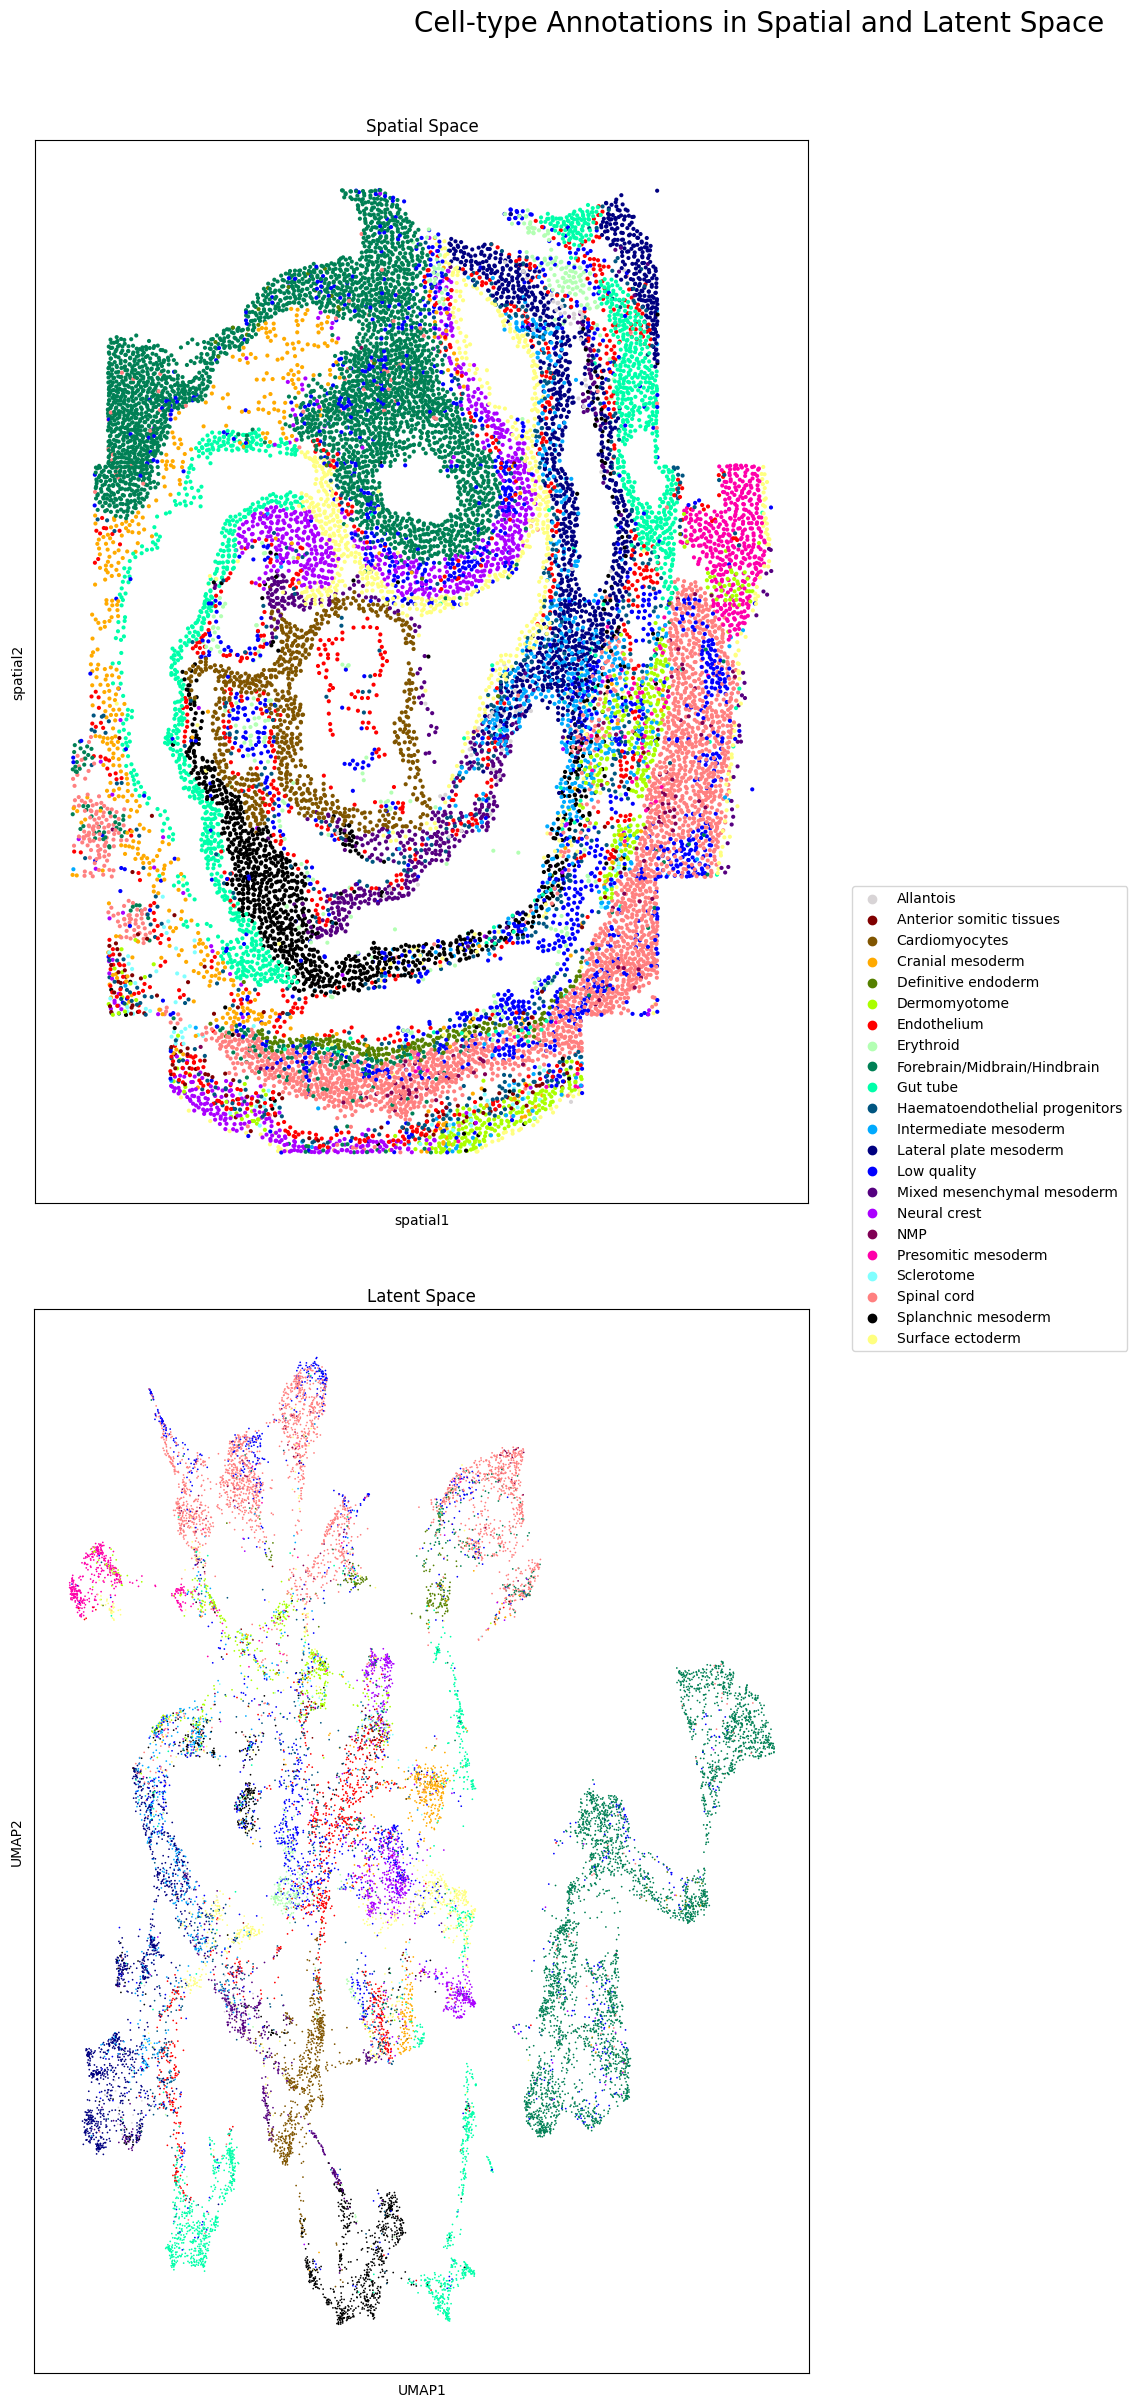 Cell-type Annotations in Spatial and Latent Space
Spatial Space
spatial2
spatial1
Allantois
Anterior somitic tissues
Cardiomyocytes
Cranial mesoderm
Definitive endoderm
Dermomyotome
Endothelium
Erythroid
Forebrain/Midbrain/Hindbrain
Gut tube
Haematoendothelial progenitors
Intermediate mesoderm
Lateral plate mesoderm
Low quality
Mixed mesenchymal mesoderm
Neural crest
NMP
Presomitic mesoderm
Sclerotome
Spinal cord
Splanchnic mesoderm
Surface ectoderm
Latent Space
UMAP2
UMAP1